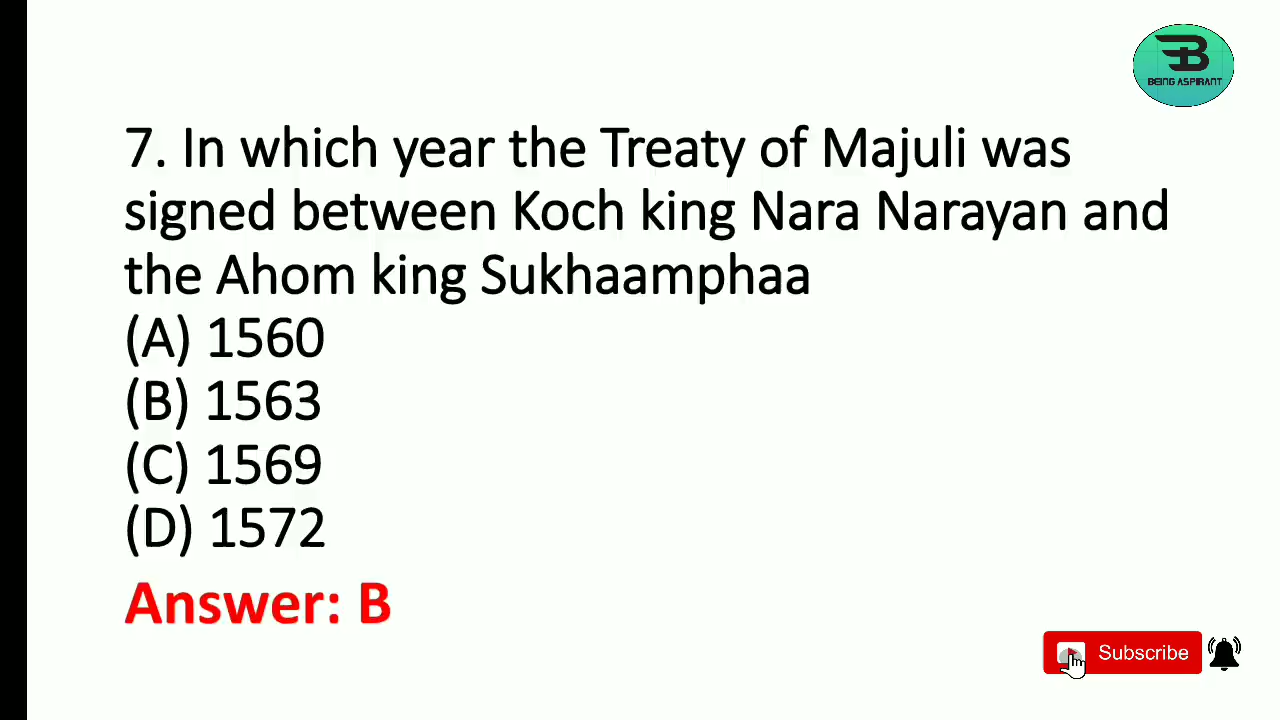 BEING ASPIRANT
7. In which year the Treaty of Majuli was
signed between Koch king Nara Narayan and
the Ahom king Sukhaamphaa
(A) 1560
(B) 1563
(C) 1569
(D) 1572
Answer: B
Subscribe